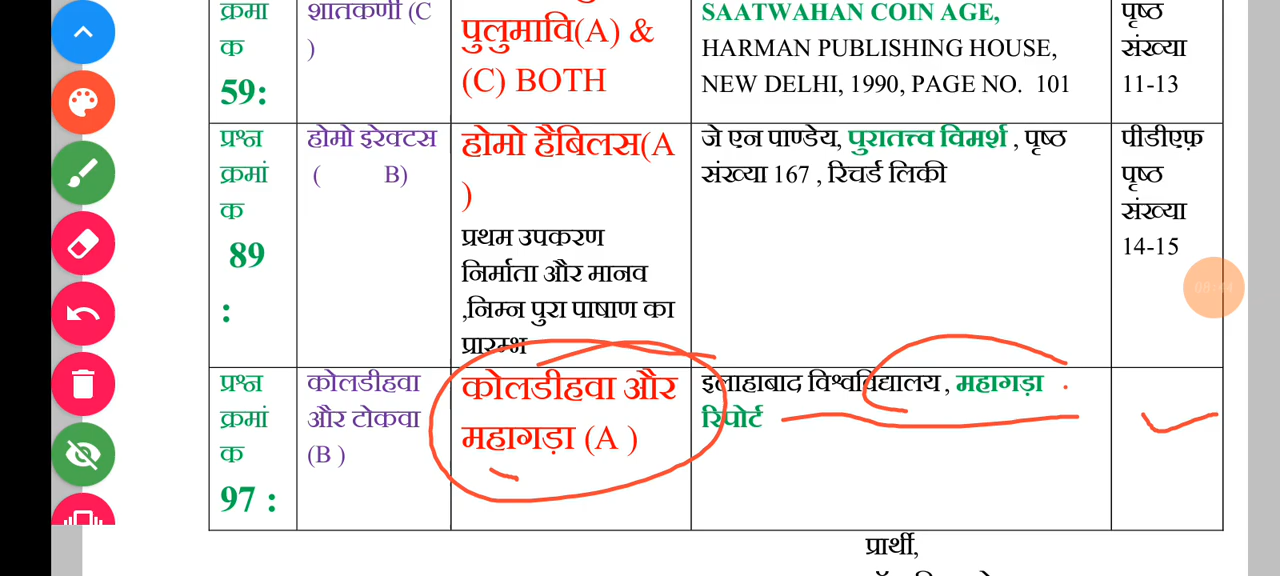 क्रमां
क
59:
शातकर्णी (C
)
पुलुमावि(A) &
(C) BOTH
SAATWAHAN COIN AGE,
HARMAN PUBLISHING HOUSE,
NEW DELHI, 1990, PAGE NO. 101
पृष्ठ
संख्या
11-13
प्रश्न
क्रमां
क
89
:
होमो इरेक्टस
( B)
होमो हैबिलस(A
)
प्रथम उपकरण
निर्माता और मानव
,निम्न पुरा पाषाण का
प्रारम्भ
जे एन पाण्डेय, पुरातत्त्व विमर्श , पृष्ठ
संख्या 167 , रिचर्ड लिकी
पीडीएफ़
पृष्ठ
संख्या
14-15
08:44
प्रश्न
क्रमां
क
97 :
कोलडीहवा
और टोकवा
(B )
कोलडीहवा और
महागड़ा (A )
इलाहाबाद विश्वविद्यालय , महागड़ा
रिपोर्ट
प्रार्थी,